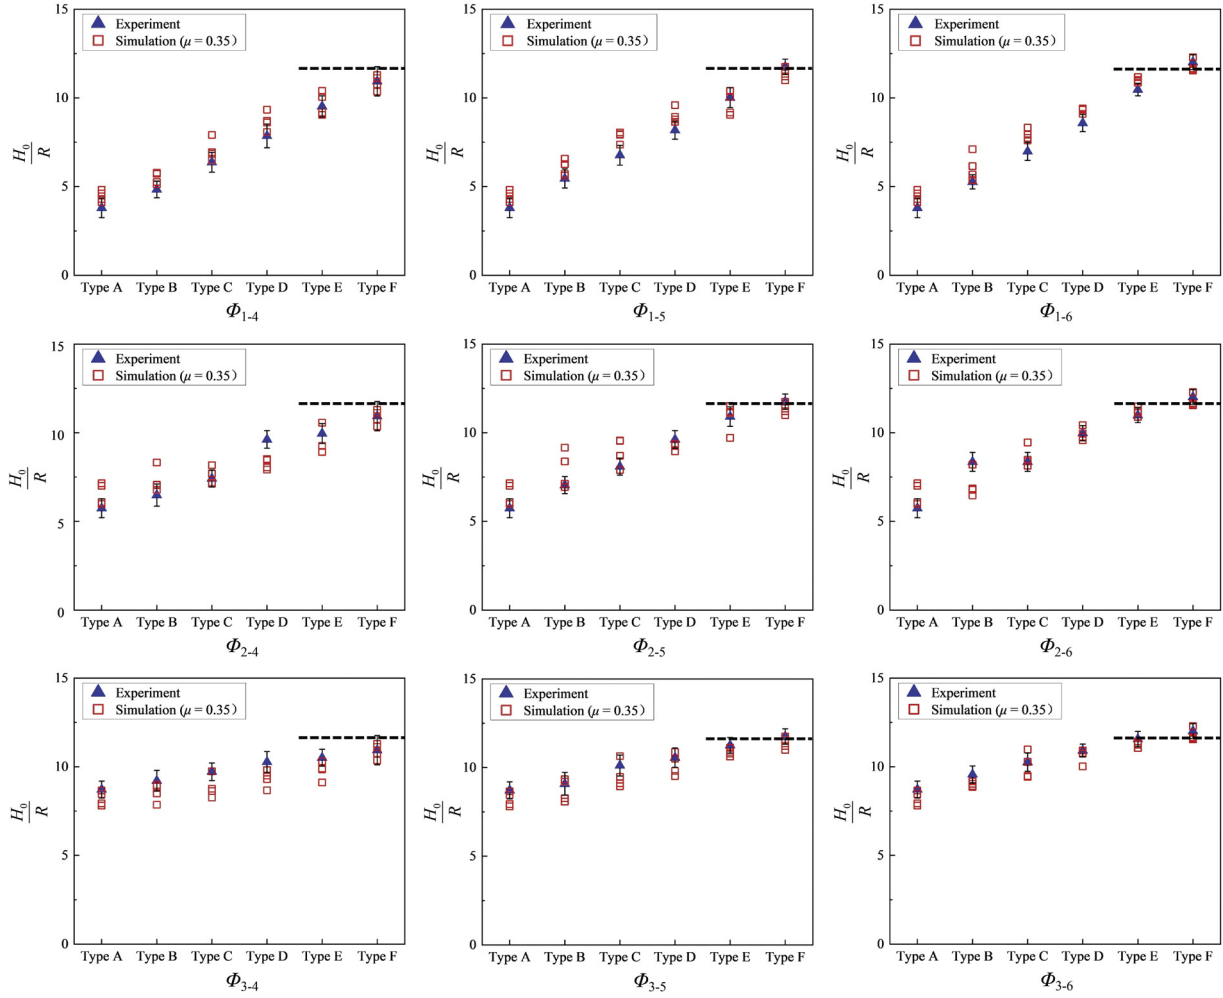 15
10
5
0
H₀
R
Experiment
Simulation (μ = 0.35)
Type A Type B Type C Type D Type E Type F
Φ₁₋₄
15
10
5
0
H₀
R
Experiment
Simulation (μ = 0.35)
Type A Type B Type C Type D Type E Type F
Φ₁₋₅
15
10
5
0
H₀
R
Experiment
Simulation (μ = 0.35)
Type A Type B Type C Type D Type E Type F
Φ₁₋₆
15
10
5
0
H₀
R
Experiment
Simulation (μ = 0.35)
Type A Type B Type C Type D Type E Type F
Φ₂₋₄
15
10
5
0
H₀
R
Experiment
Simulation (μ = 0.35)
Type A Type B Type C Type D Type E Type F
Φ₂₋₅
15
10
5
0
H₀
R
Experiment
Simulation (μ = 0.35)
Type A Type B Type C Type D Type E Type F
Φ₂₋₆
15
10
5
0
H₀
R
Experiment
Simulation (μ = 0.35)
Type A Type B Type C Type D Type E Type F
Φ₃₋₄
15
10
5
0
H₀
R
Experiment
Simulation (μ = 0.35)
Type A Type B Type C Type D Type E Type F
Φ₃₋₅
15
10
5
0
H₀
R
Experiment
Simulation (μ = 0.35)
Type A Type B Type C Type D Type E Type F
Φ₃₋₆